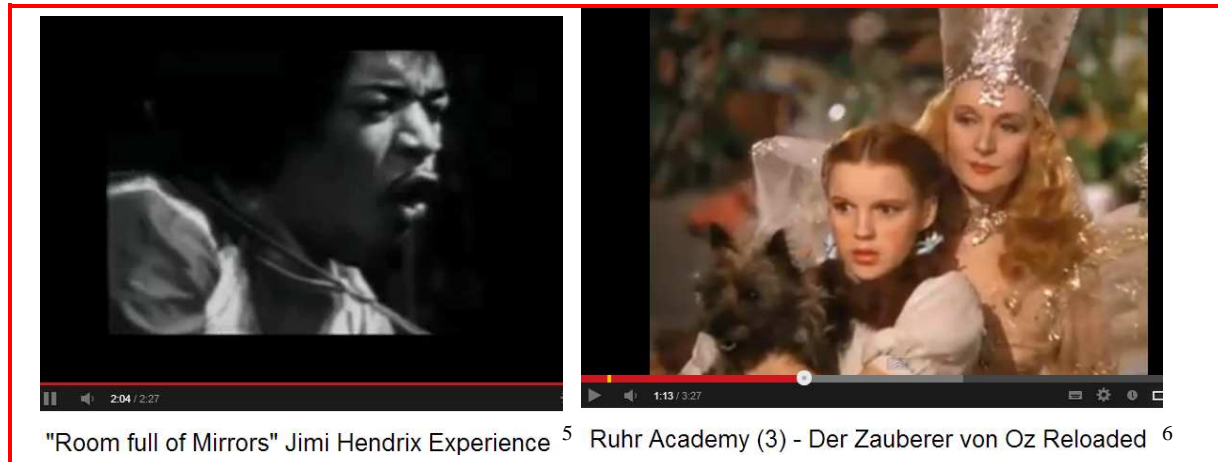 2:04 / 2:27
1:13 / 3:27
"Room full of Mirrors" Jimi Hendrix Experience 5
Ruhr Academy (3) - Der Zauberer von Oz Reloaded 6